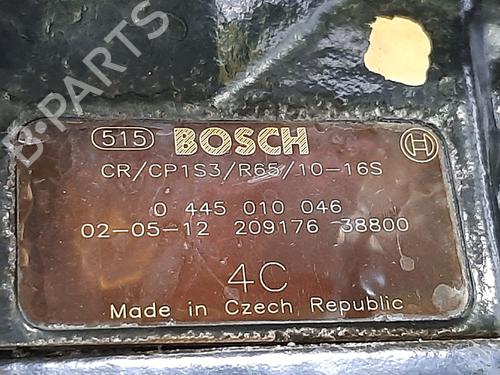 B-PARTS
515 BOSCH
CR/CP1S3/R65/10-16S
0 445 010 046
02-05-12 209176 38800
4C
Made in Czech Republic